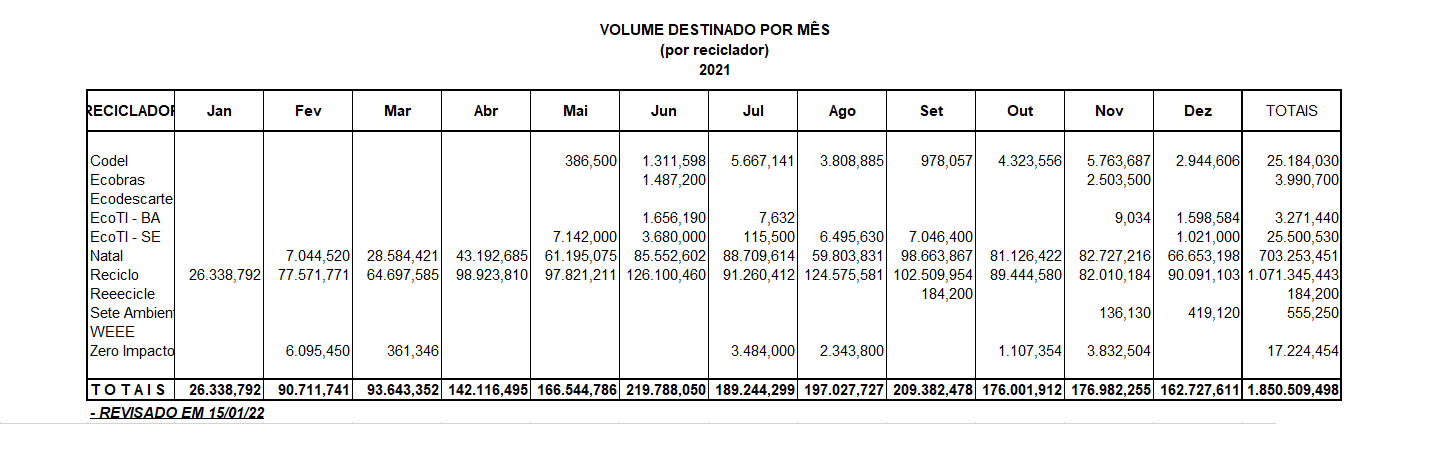 VOLUME DESTINADO POR MÊS
(por reciclador)
2021
RECICLADOR Jan Fev Mar Abr Mai Jun Jul Ago Set Out Nov Dez TOTAIS
Codel 386,500 1.311,598 5.667,141 3.808,885 978,057 4.323,556 5.763,687 2.944,606 25.184,030
Ecobras 1.487,200 2.503,500 3.990,700
Ecodescarte
EcoTI - BA 1.656,190 7,632 9,034 1.598,584 3.271,440
EcoTI - SE 7.142,000 3.680,000 115,500 6.495,630 7.046,400 1.021,000 25.500,530
Natal 7.044,520 28.584,421 43.192,685 61.195,075 85.552,602 88.709,614 59.803,831 98.663,867 81.126,422 82.727,216 66.653,198 703.253,451
Reciclo 26.338,792 77.571,771 64.697,585 98.923,810 97.821,211 126.100,460 91.260,412 124.575,581 102.509,954 89.444,580 82.010,184 90.091,103 1.071.345,443
Reeecicle 184,200 184,200
Sete Ambien 136,130 419,120 555,250
WEEE
Zero Impacto 6.095,450 361,346 3.484,000 2.343,800 1.107,354 3.832,504 17.224,454
T O T A I S 26.338,792 90.711,741 93.643,352 142.116,495 166.544,786 219.788,050 189.244,299 197.027,727 209.382,478 176.001,912 176.982,255 162.727,611 1.850.509,498
- REVISADO EM 15/01/22